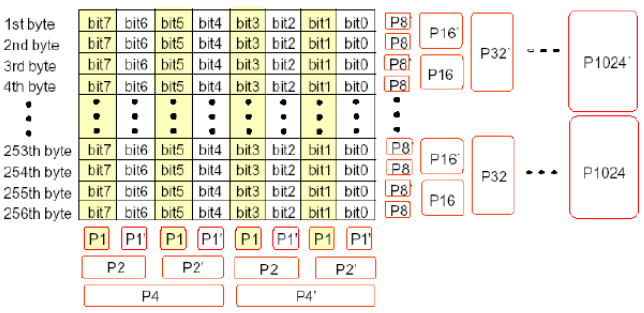 1st byte bit7 bit6 bit5 bit4 bit3 bit2 bit1 bit0 P8'
P16'
2nd byte bit7 bit6 bit5 bit4 bit3 bit2 bit1 bit0 P8
P32' P1024'
3rd byte bit7 bit6 bit5 bit4 bit3 bit2 bit1 bit0 P8'
P16
4th byte bit7 bit6 bit5 bit4 bit3 bit2 bit1 bit0 P8
253th byte bit7 bit6 bit5 bit4 bit3 bit2 bit1 bit0 P8'
P16'
254th byte bit7 bit6 bit5 bit4 bit3 bit2 bit1 bit0 P8
P32 P1024
255th byte bit7 bit6 bit5 bit4 bit3 bit2 bit1 bit0 P8'
P16
256th byte bit7 bit6 bit5 bit4 bit3 bit2 bit1 bit0 P8
P1 P1' P1 P1' P1 P1' P1 P1'
P2 P2' P2 P2'
P4 P4'